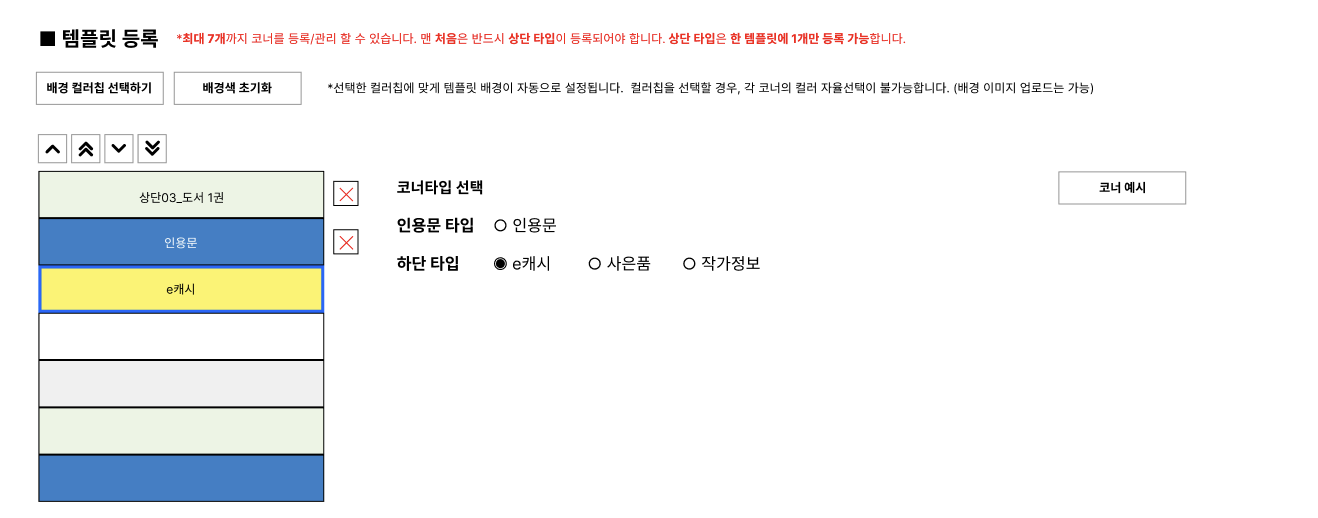 ■ 템플릿 등록 *최대 7개까지 코너를 등록/관리 할 수 있습니다. 맨 처음은 반드시 상단 타입이 등록되어야 합니다. 상단 타입은 한 템플릿에 1개만 등록 가능합니다.
배경 컬러칩 선택하기 배경색 초기화 *선택한 컬러칩에 맞게 템플릿 배경이 자동으로 설정됩니다. 컬러칩을 선택할 경우, 각 코너의 컬러 자율선택이 불가능합니다. (배경 이미지 업로드는 가능)
상단03_도서 1권
인용문
e캐시
코너타입 선택
코너 예시
인용문 타입 인용문
하단 타입 e캐시 사은품 작가정보